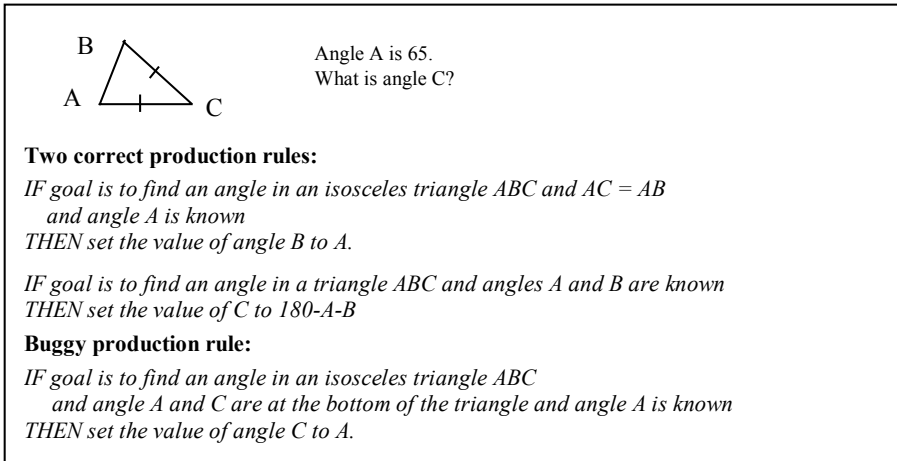 B
Angle A is 65.
What is angle C?
A
C
Two correct production rules:
IF goal is to find an angle in an isosceles triangle ABC and AC = AB
and angle A is known
THEN set the value of angle B to A.
IF goal is to find an angle in a triangle ABC and angles A and B are known
THEN set the value of C to 180-A-B
Buggy production rule:
IF goal is to find an angle in an isosceles triangle ABC
and angle A and C are at the bottom of the triangle and angle A is known
THEN set the value of angle C to A.